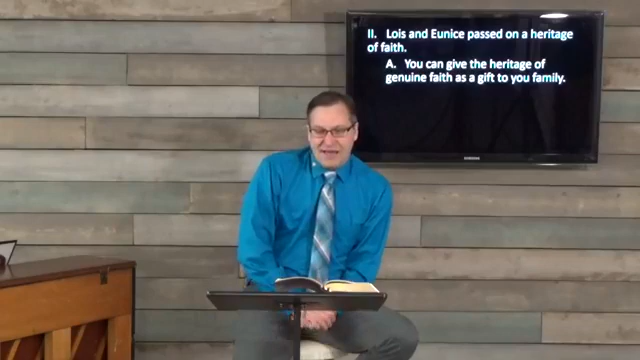 II. Lois and Eunice passed on a heritage
of faith.
A. You can give the heritage of
genuine faith as a gift to you family.
SAMSUNG